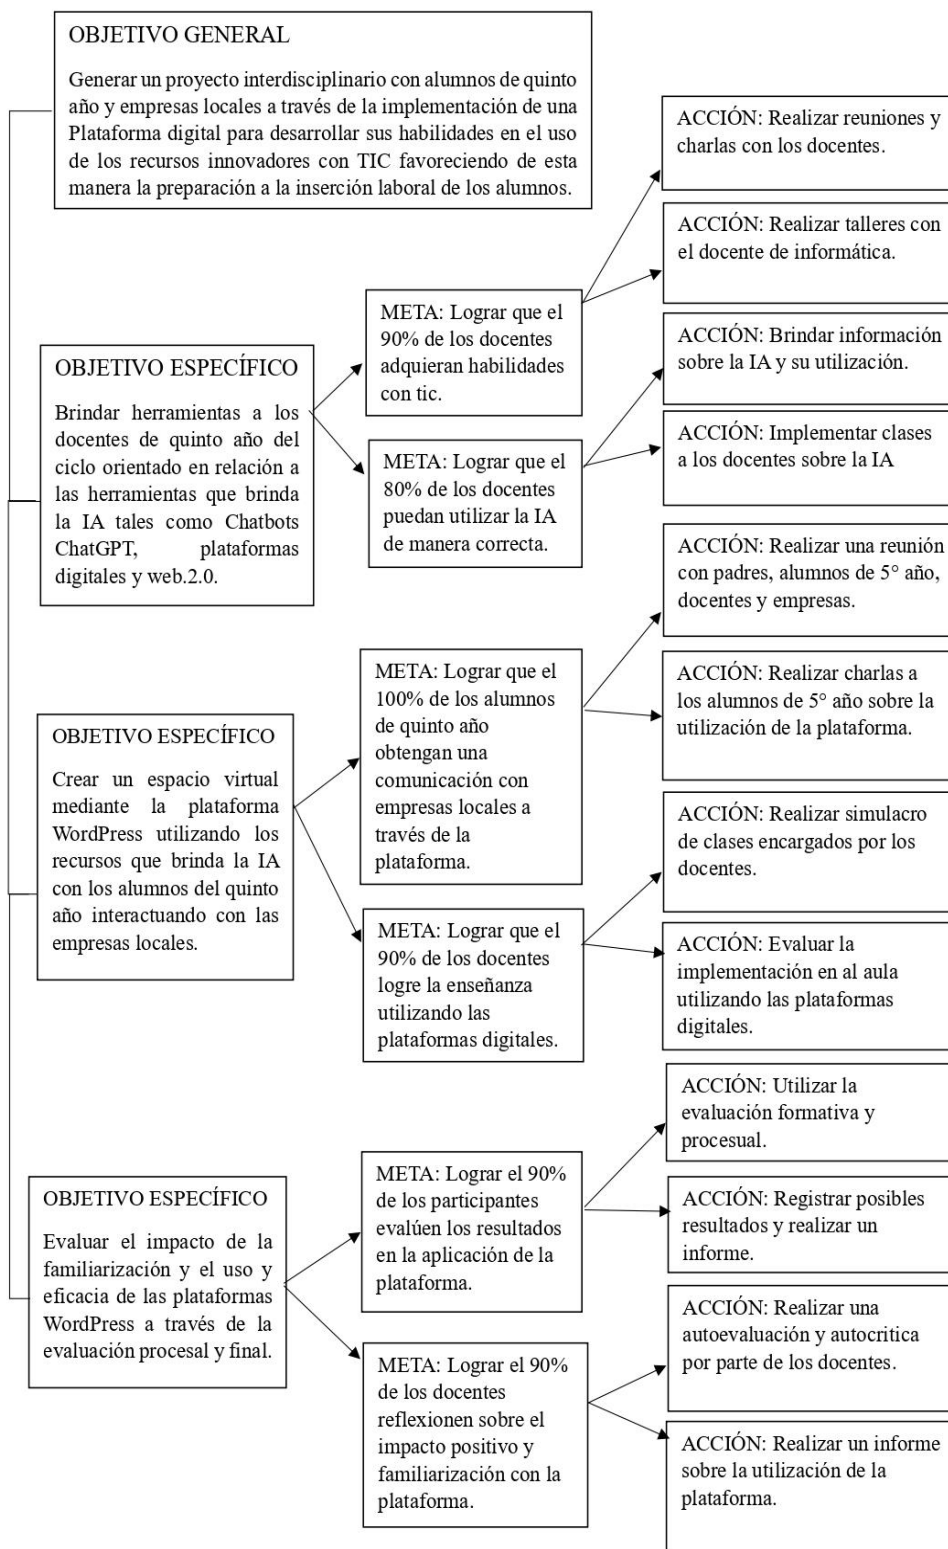 OBJETIVO GENERAL
Generar un proyecto interdisciplinario con alumnos de quinto
año y empresas locales a través de la implementación de una
Plataforma digital para desarrollar sus habilidades en el uso
de los recursos innovadores con TIC favoreciendo de esta
manera la preparación a la inserción laboral de los alumnos.
OBJETIVO ESPECÍFICO
Brindar herramientas a los
docentes de quinto año del
ciclo orientado en relación a
las herramientas que brinda
la IA tales como Chatbots
ChatGPT, plataformas
digitales y web.2.0.
META: Lograr que el
90% de los docentes
adquieran habilidades
con tic.
ACCIÓN: Realizar reuniones y
charlas con los docentes.
ACCIÓN: Realizar talleres con
el docente de informática.
META: Lograr que el
80% de los docentes
puedan utilizar la IA
de manera correcta.
ACCIÓN: Brindar información
sobre la IA y su utilización.
ACCIÓN: Implementar clases
a los docentes sobre la IA
OBJETIVO ESPECÍFICO
Crear un espacio virtual
mediante la plataforma
WordPress utilizando los
recursos que brinda la IA
con los alumnos del quinto
año interactuando con las
empresas locales.
META: Lograr que el
100% de los alumnos
de quinto año
obtengan una
comunicación con
empresas locales a
través de la
plataforma.
ACCIÓN: Realizar una reunión
con padres, alumnos de 5° año,
docentes y empresas.
ACCIÓN: Realizar charlas a
los alumnos de 5° año sobre la
utilización de la plataforma.
META: Lograr que el
90% de los docentes
logre la enseñanza
utilizando las
plataformas digitales.
ACCIÓN: Realizar simulacro
de clases encargados por los
docentes.
ACCIÓN: Evaluar la
implementación en al aula
utilizando las plataformas
digitales.
OBJETIVO ESPECÍFICO
Evaluar el impacto de la
familiarización y el uso y
eficacia de las plataformas
WordPress a través de la
evaluación procesal y final.
META: Lograr el 90%
de los participantes
evalúen los resultados
en la aplicación de la
plataforma.
ACCIÓN: Utilizar la
evaluación formativa y
procesual.
ACCIÓN: Registrar posibles
resultados y realizar un
informe.
META: Lograr el 90%
de los docentes
reflexionen sobre el
impacto positivo y
familiarización con la
plataforma.
ACCIÓN: Realizar una
autoevaluación y autocritica
por parte de los docentes.
ACCIÓN: Realizar un informe
sobre la utilización de la
plataforma.